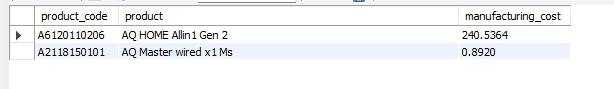 product_code product manufacturing_cost
A6120110206 AQ HOME Allin1 Gen 2 240.5364
A2118150101 AQ Master wired x1 Ms 0.8920